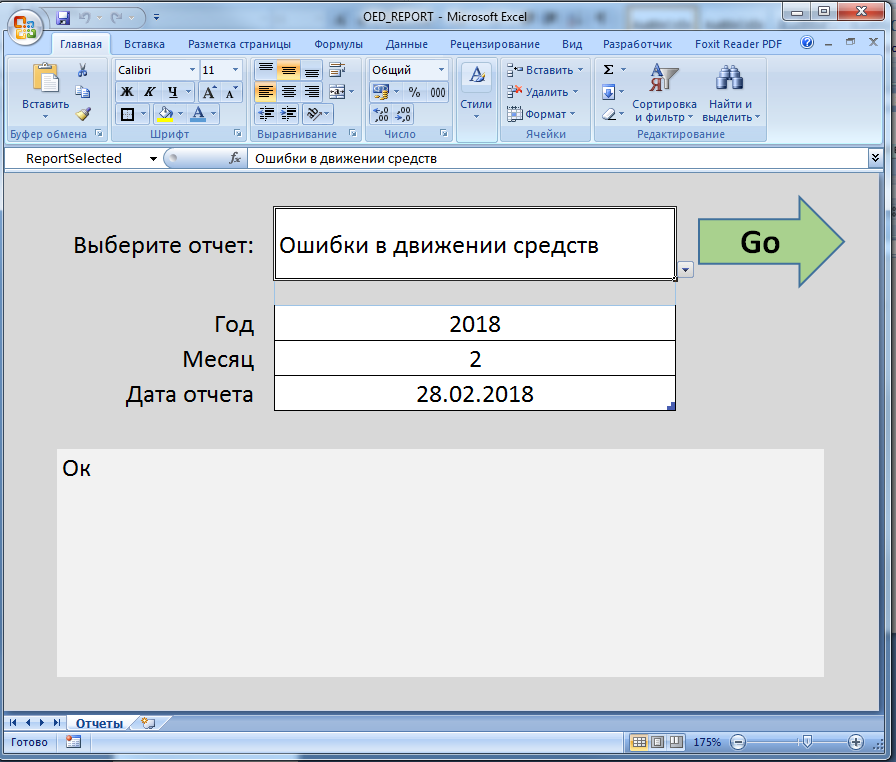 OED_REPORT - Microsoft Excel
Главная Вставка Разметка страницы Формулы Данные Рецензирование Вид Разработчик Foxit Reader PDF
Вставить
Calibri 11
Ж К Ч A A
A
Общий
% 000
Стили
Вставить
Удалить
Формат
Σ
Сортировка и фильтр
Найти и выделить
Буфер обмена Шрифт Выравнивание Число Ячейки Редактирование
ReportSelected fx Ошибки в движении средств
Выберите отчет: Ошибки в движении средств Go
Год 2018
Месяц 2
Дата отчета 28.02.2018
Ок
Отчеты
Готово 175%